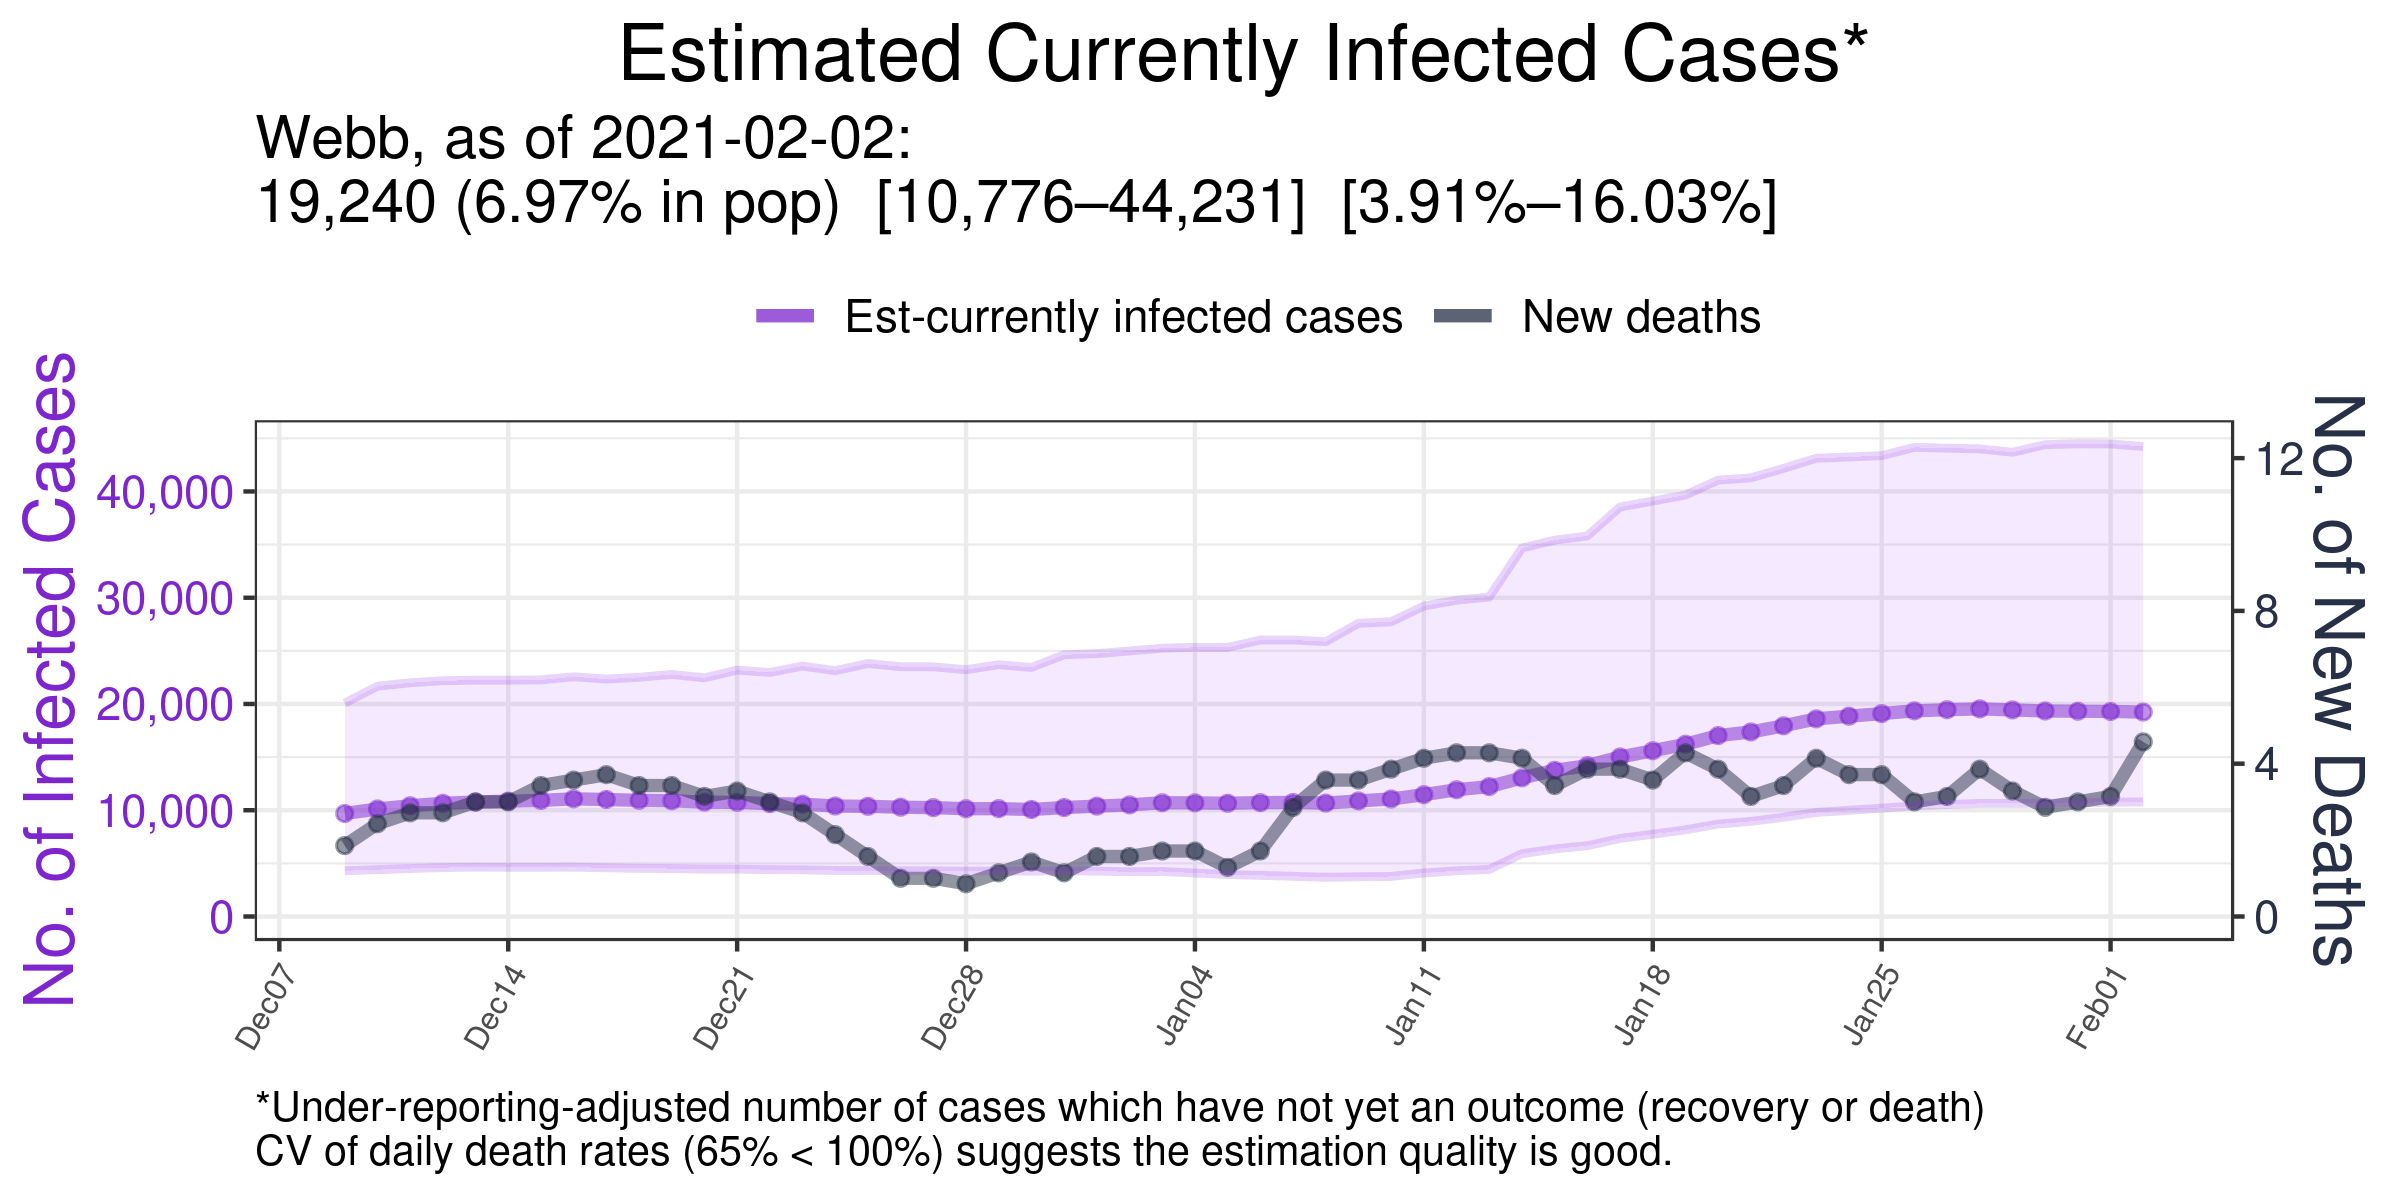 Estimated Currently Infected Cases*
Webb, as of 2021-02-02:
19,240 (6.97% in pop)  [10,776–44,231]  [3.91%–16.03%]
Est-currently infected cases
New deaths
No. of Infected Cases
40,000
30,000
20,000
10,000
0
12
8
4
0
No. of New Deaths
Dec07
Dec14
Dec21
Dec28
Jan04
Jan11
Jan18
Jan25
Feb01
*Under-reporting-adjusted number of cases which have not yet an outcome (recovery or death)
CV of daily death rates (65% < 100%) suggests the estimation quality is good.